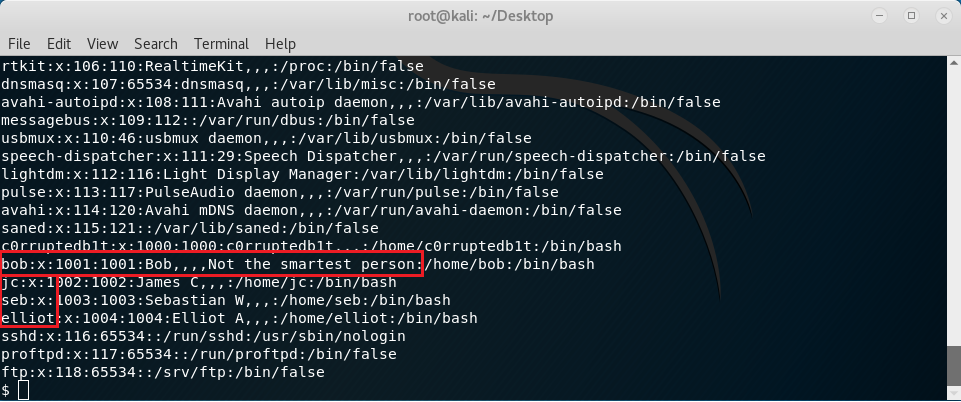 root@kali: ~/Desktop
File Edit View Search Terminal Help
rtkit:x:106:110:RealtimeKit,,,:/proc:/bin/false
dnsmasq:x:107:65534:dnsmasq,,,:/var/lib/misc:/bin/false
avahi-autoipd:x:108:111:Avahi autoip daemon,,,:/var/lib/avahi-autoipd:/bin/false
messagebus:x:109:112::/var/run/dbus:/bin/false
usbmux:x:110:46:usbmux daemon,,,:/var/lib/usbmux:/bin/false
speech-dispatcher:x:111:29:Speech Dispatcher,,,:/var/run/speech-dispatcher:/bin/false
lightdm:x:112:116:Light Display Manager:/var/lib/lightdm:/bin/false
pulse:x:113:117:PulseAudio daemon,,,:/var/run/pulse:/bin/false
avahi:x:114:120:Avahi mDNS daemon,,,:/var/run/avahi-daemon:/bin/false
saned:x:115:121::/var/lib/saned:/bin/false
c0rruptedb1t:x:1000:1000:c0rruptedb1t,,,:/home/c0rruptedb1t:/bin/bash
bob:x:1001:1001:Bob,,,,Not the smartest person:/home/bob:/bin/bash
jc:x:1002:1002:James C,,,:/home/jc:/bin/bash
seb:x:1003:1003:Sebastian W,,,:/home/seb:/bin/bash
elliot:x:1004:1004:Elliot A,,,:/home/elliot:/bin/bash
sshd:x:116:65534::/run/sshd:/usr/sbin/nologin
proftpd:x:117:65534::/run/proftpd:/bin/false
ftp:x:118:65534::/srv/ftp:/bin/false
$